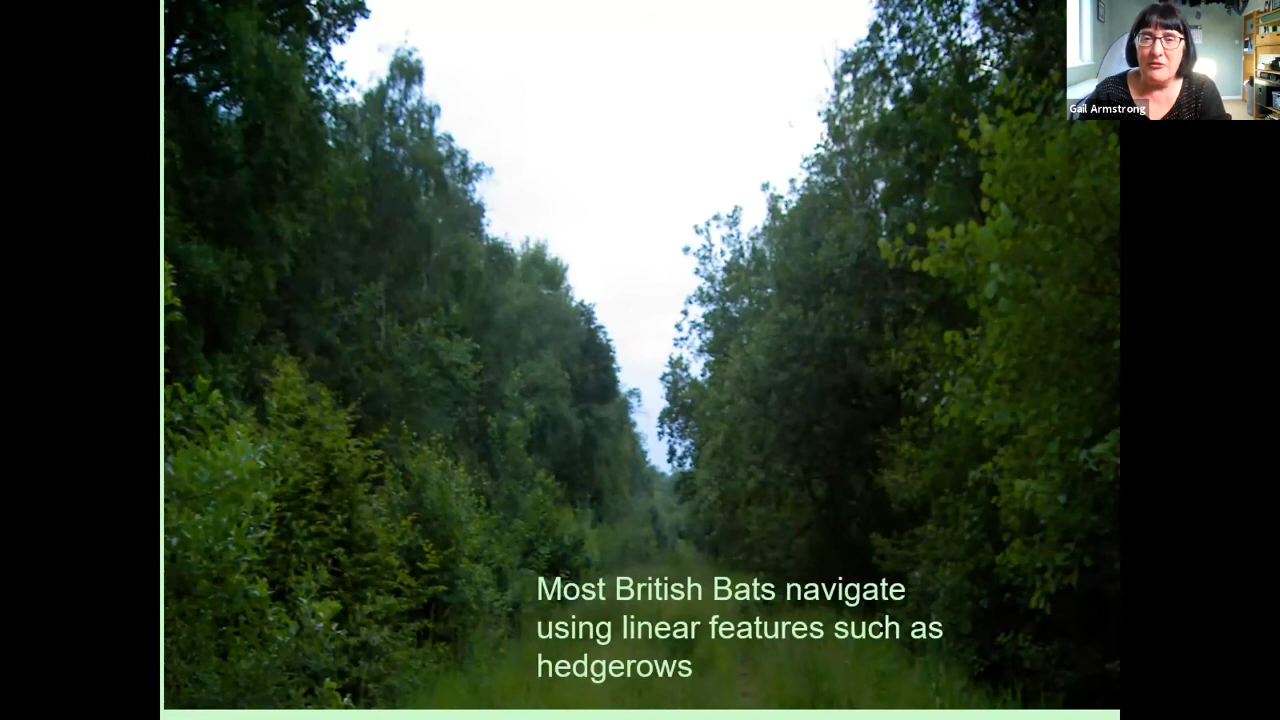 Gail Armstrong
Most British Bats navigate
using linear features such as
hedgerows